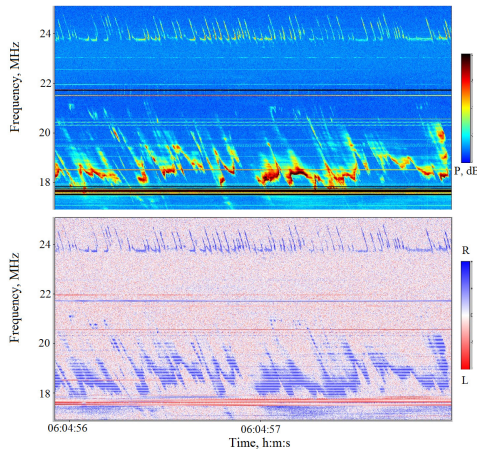 24
22
20
18
Frequency, MHz
P, dB
24
22
20
18
Frequency, MHz
R
L
06:04:56
06:04:57
Time, h:m:s